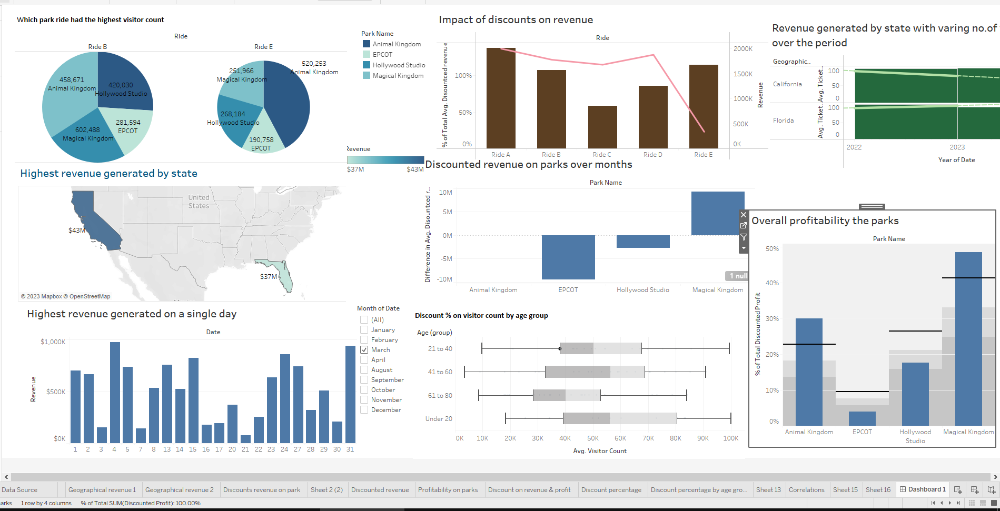 Which park ride had the highest visitor count
Ride
Ride B
Ride E
458,671
Animal Kingdom
420,030
Hollywood Studio
281,594
EPCOT
602,488
Magical Kingdom
251,966
Magical Kingdom
520,253
Animal Kingdom
268,184
Hollywood Studio
190,758
EPCOT
Park Name
Animal Kingdom
EPCOT
Hollywood Studio
Magical Kingdom
Revenue
$37M
$43M
Impact of discounts on revenue
Ride
% of Total Avg. Discountced revenue
100%
50%
0%
2000K
1500K
1000K
500K
0K
Revenue
Ride A
Ride B
Ride C
Ride D
Ride E
Revenue generated by state with varing no.of
over the period
Geographic..
California
Avg. Ticket..
100
50
0
Florida
Avg. Ticket..
100
50
0
2022
2023
Year of Date
Highest revenue generated by state
United
States
$43M
$37M
© 2023 Mapbox © OpenStreetMap
Discounted revenue on parks over months
Park Name
Difference in Avg. Discountced r..
10M
5M
0M
-5M
-10M
1 null
Animal Kingdom
EPCOT
Hollywood Studio
Magical Kingdom
Overall profitability the parks
Park Name
% of Total Discounted Profit
50%
40%
30%
20%
10%
0%
Animal Kingdom
EPCOT
Hollywood
Studio
Magical Kingdom
Highest revenue generated on a single day
Date
Revenue
$1,000K
$500K
$0K
1 2 3 4 5 7 8 13 14 15 16 17 20 21 22 23 24 27 28 29 30 31
Month of Date
(All)
January
February
March
April
August
September
October
November
December
Discount % on visitor count by age group
Age (group)
21 to 40
41 to 60
61 to 80
Under 20
0K 10K 20K 30K 40K 50K 60K 70K 80K 90K 100K
Avg. Visitor Count
Data Source
Geographical revenue 1
Geographical revenue 2
Discounts revenue on park
Sheet 2 (2)
Discounted revenue
Profitability on parks
Discount on revenue & profit
Discount percentage
Discount percentage by age gro...
Sheet 13
Correlations
Sheet 15
Sheet 16
Dashboard 1
arks 1 row by 4 columns % of Total SUM(Discounted Profit): 100.00%